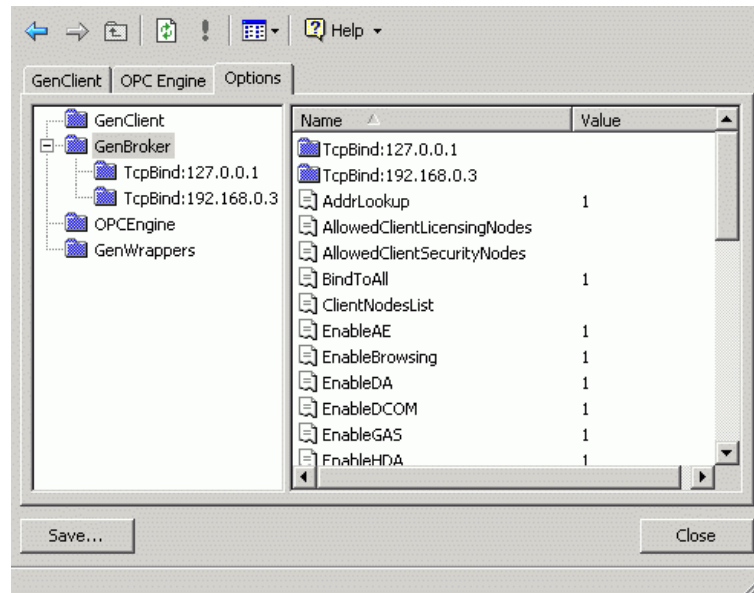 Help
GenClient OPC Engine Options
GenClient
GenBroker
TcpBind:127.0.0.1
TcpBind:192.168.0.3
OPCEngine
GenWrappers
Name Value
TcpBind:127.0.0.1
TcpBind:192.168.0.3
AddrLookup 1
AllowedClientLicensingNodes
AllowedClientSecurityNodes
BindToAll 1
ClientNodesList
EnableAE 1
EnableBrowsing 1
EnableDA 1
EnableDCOM 1
EnableGAS 1
EnableHDA 1
Save... Close